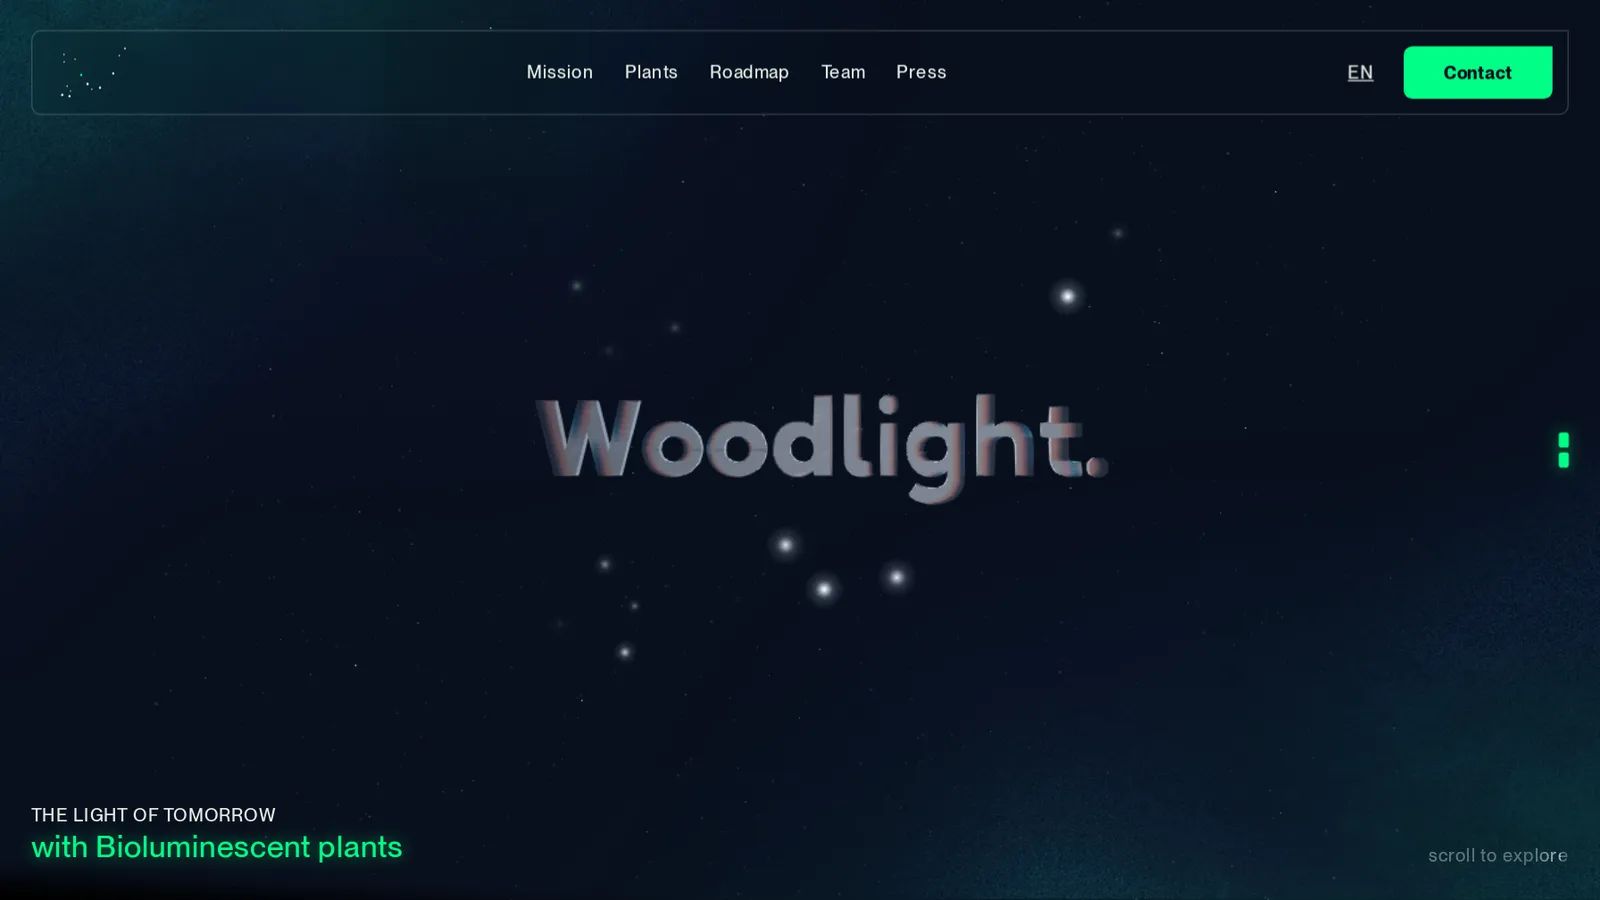 Mission
Plants
Roadmap
Team
Press
EN
Contact
Woodlight.
THE LIGHT OF TOMORROW
with Bioluminescent plants
scroll to explore